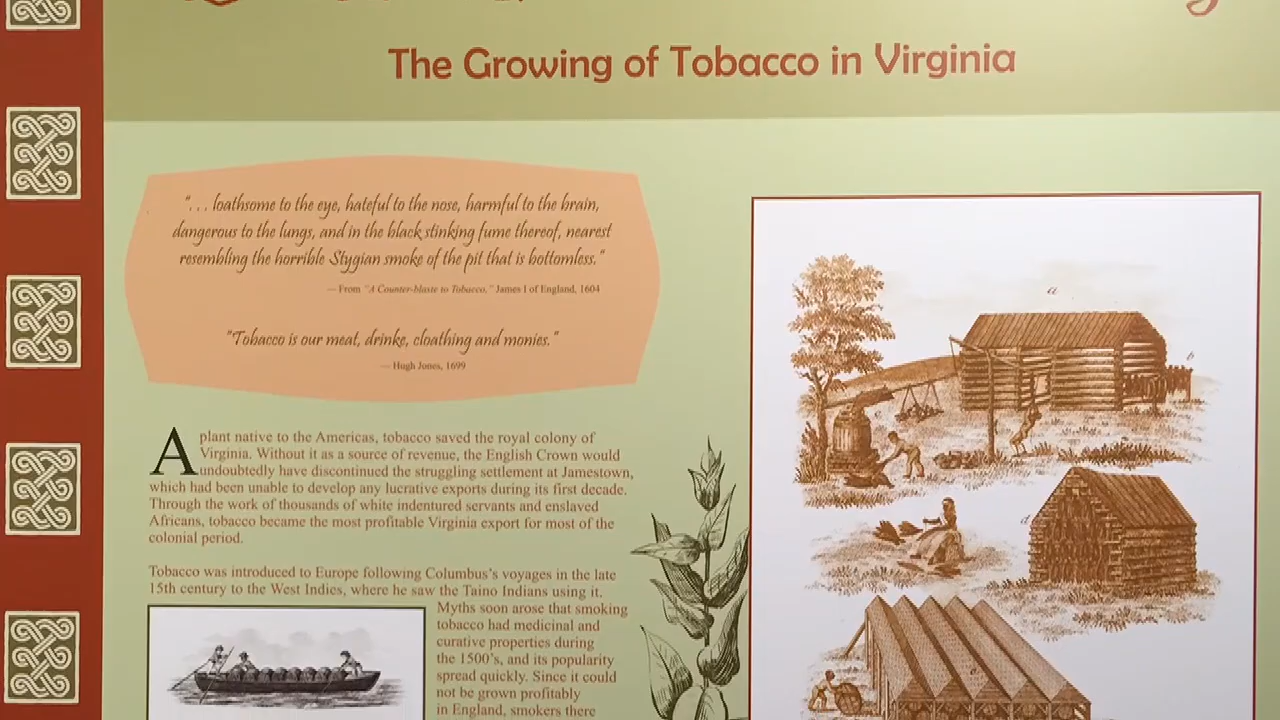 The Growing of Tobacco in Virginia
". . . loathsome to the eye, hateful to the nose, harmful to the brain,
dangerous to the lungs, and in the black stinking fume thereof, nearest
resembling the horrible Stygian smoke of the pit that is bottomless."
— From "A Counter-blaste to Tobacco," James I of England, 1604
"Tobacco is our meat, drinke, cloathing and monies."
— Hugh Jones, 1699
A plant native to the Americas, tobacco saved the royal colony of
Virginia. Without it as a source of revenue, the English Crown would
undoubtedly have discontinued the struggling settlement at Jamestown,
which had been unable to develop any lucrative exports during its first decade.
Through the work of thousands of white indentured servants and enslaved
Africans, tobacco became the most profitable Virginia export for most of the
colonial period.
Tobacco was introduced to Europe following Columbus's voyages in the late
15th century to the West Indies, where he saw the Taino Indians using it.
Myths soon arose that smoking
tobacco had medicinal and
curative properties during
the 1500's, and its popularity
spread quickly. Since it could
not be grown profitably
in England, smokers there
a
b
d
e